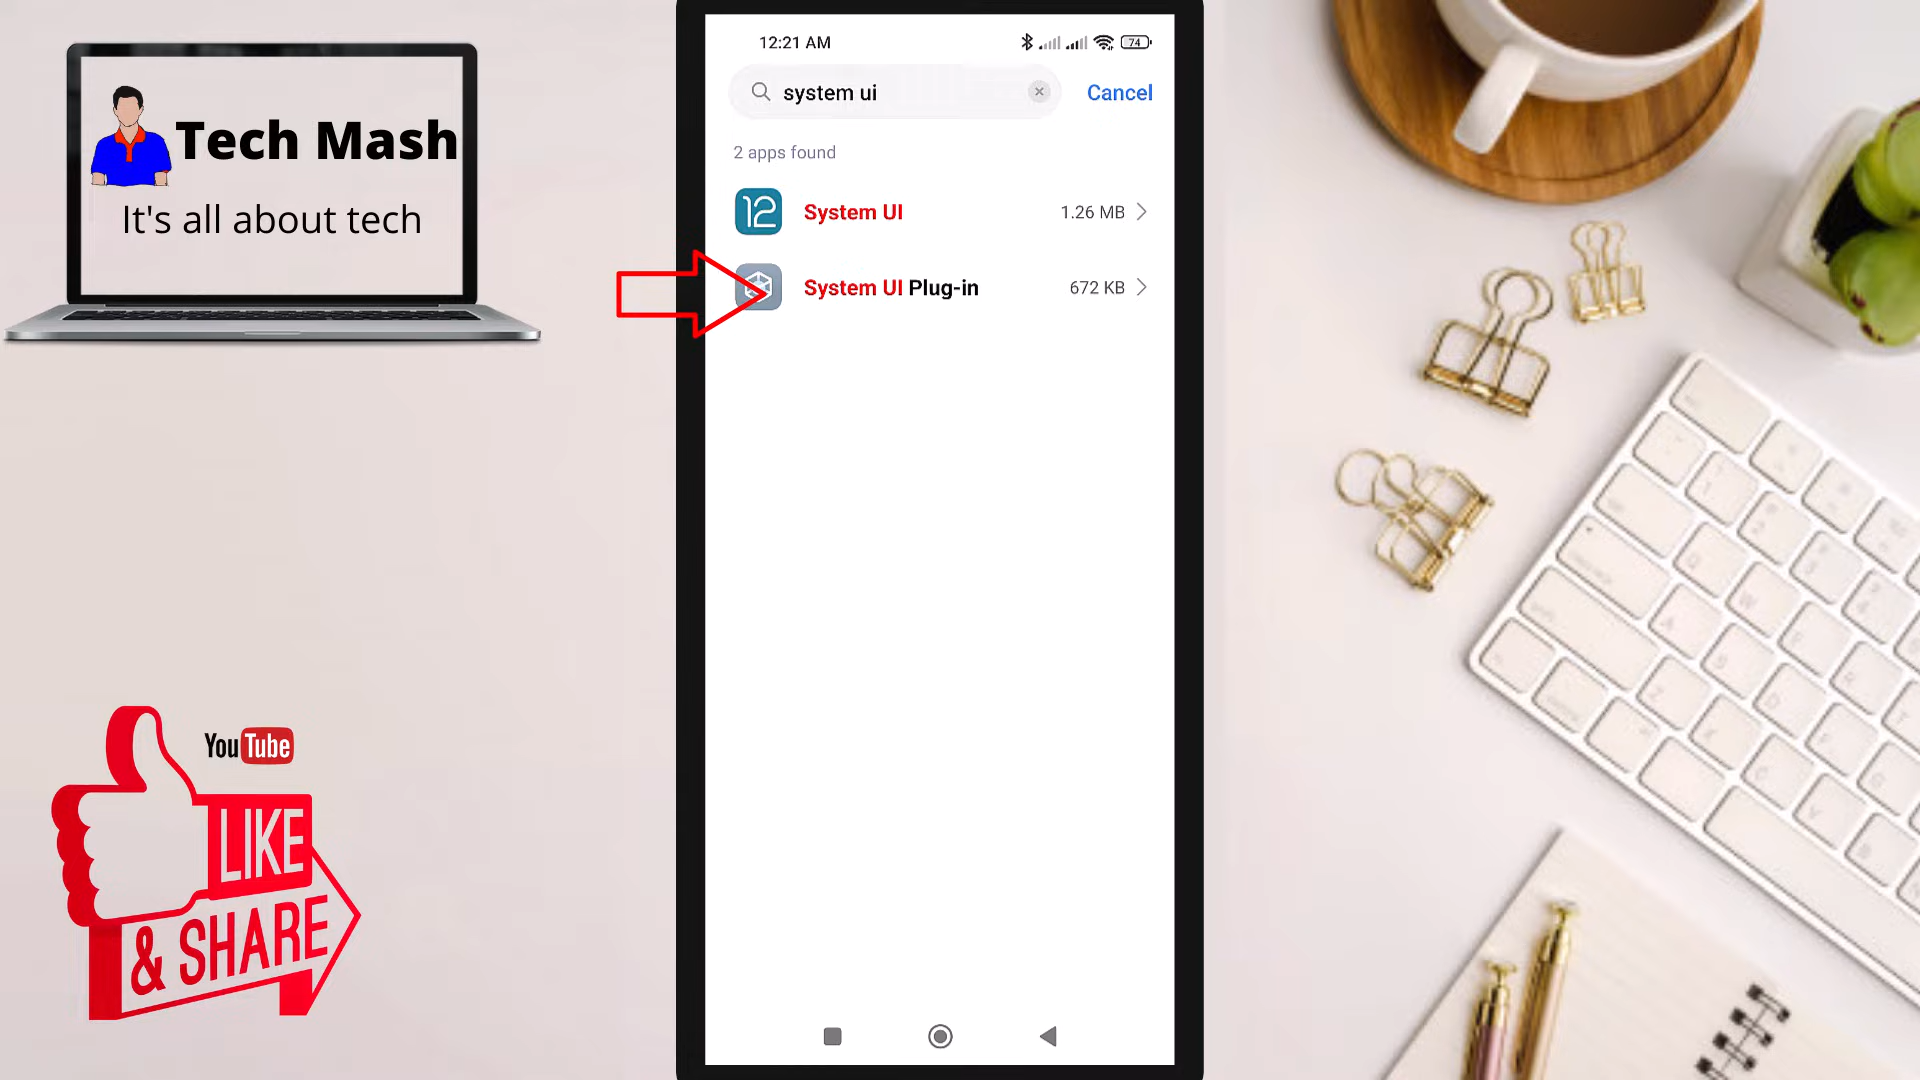 Tech Mash
It's all about tech
12:21 AM
74
system ui
Cancel
2 apps found
12
System UI
1.26 MB
System UI Plug-in
672 KB
YouTube
LIKE
& SHARE